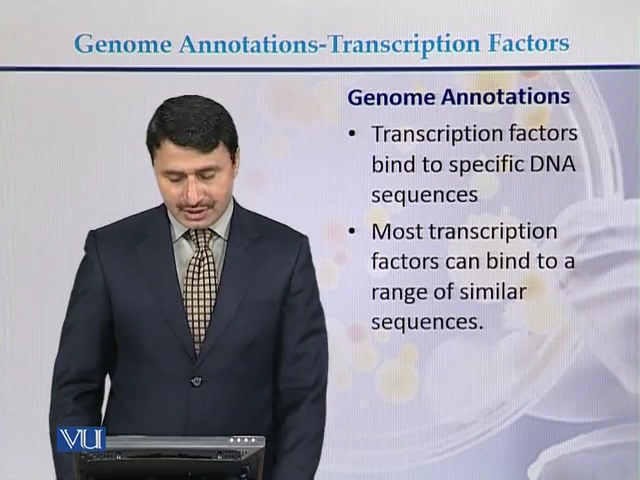 Genome Annotations-Transcription Factors
Genome Annotations
• Transcription factors
bind to specific DNA
sequences
• Most transcription
factors can bind to a
range of similar
sequences.
VU